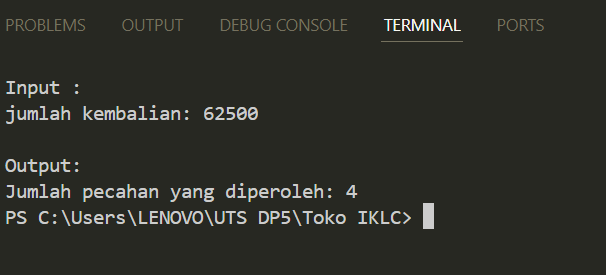 PROBLEMS OUTPUT DEBUG CONSOLE TERMINAL PORTS
Input :
jumlah kembalian: 62500
Output:
Jumlah pecahan yang diperoleh: 4
PS C:\Users\LENOVO\UTS DP5\Toko IKLC>